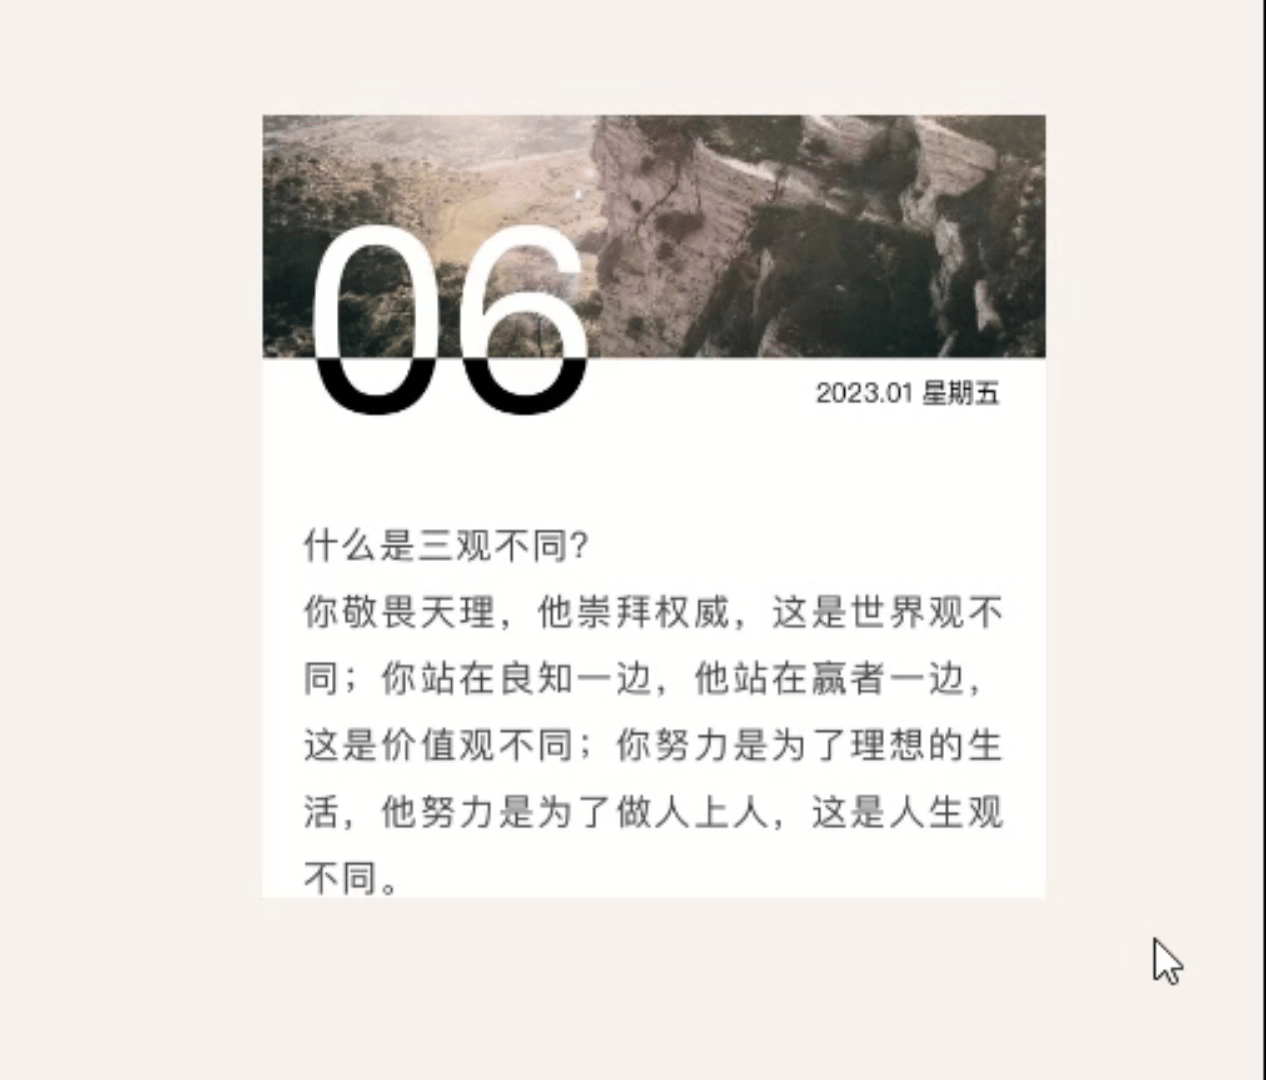 06
2023.01 星期五
什么是三观不同？
你敬畏天理，他崇拜权威，这是世界观不
同；你站在良知一边，他站在赢者一边，
这是价值观不同；你努力是为了理想的生
活，他努力是为了做人上人，这是人生观
不同。